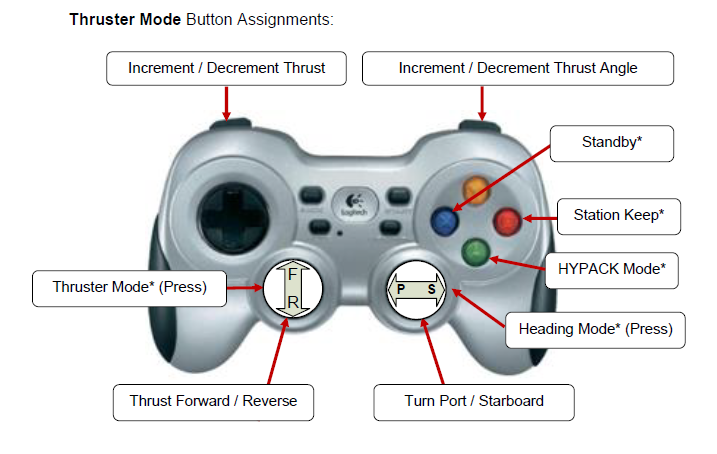 Thruster Mode Button Assignments:
Increment / Decrement Thrust
Increment / Decrement Thrust Angle
Standby*
Station Keep*
HYPACK Mode*
Thruster Mode* (Press)
F
R
P S
Heading Mode* (Press)
Thrust Forward / Reverse
Turn Port / Starboard
Logitech